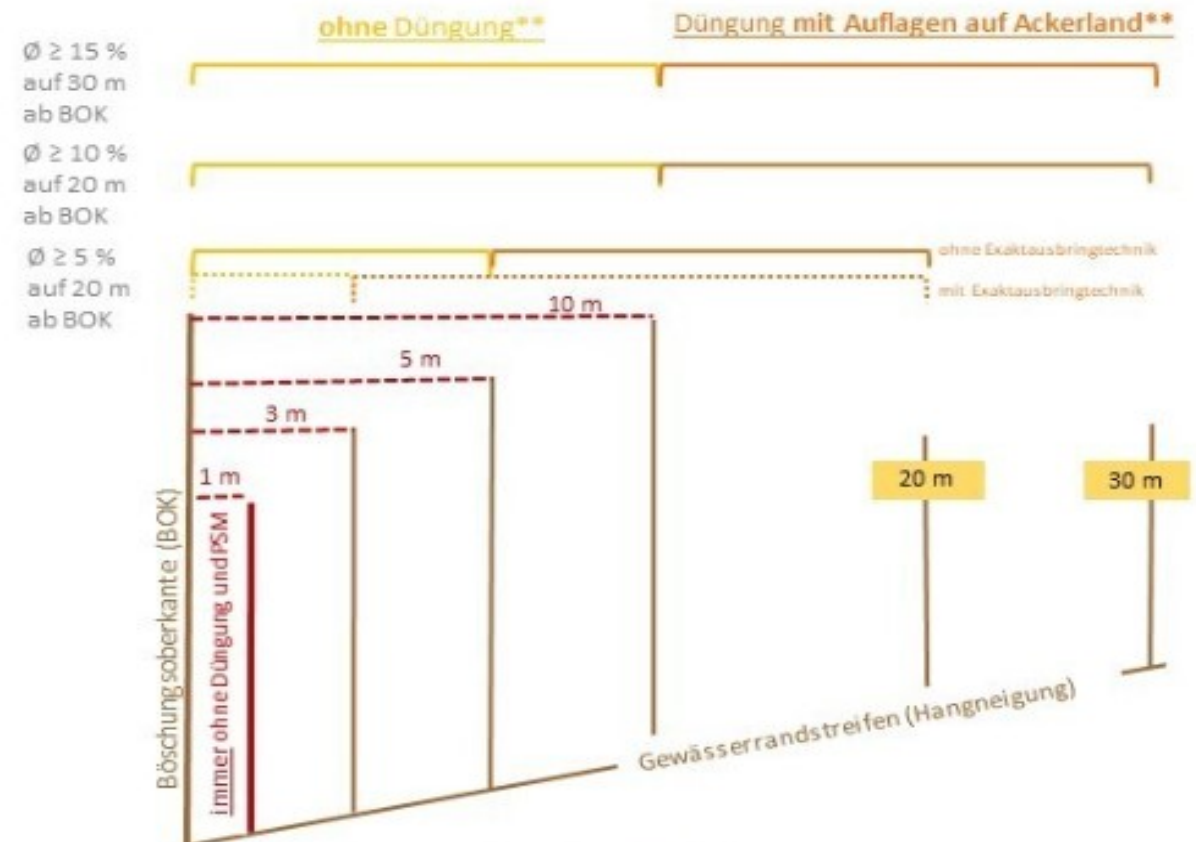 ohne Düngung**
Düngung mit Auflagen auf Ackerland**
Ø ≥ 15 %
auf 30 m
ab BOK
Ø ≥ 10 %
auf 20 m
ab BOK
Ø ≥ 5 %
auf 20 m
ab BOK
ohne Exaktausbringtechnik
mit Exaktausbringtechnik
10 m
5 m
3 m
1 m
20 m
30 m
Böschungsoberkante (BOK)
immer ohne Düngung und PSM
Gewässerrandstreifen (Hangneigung)